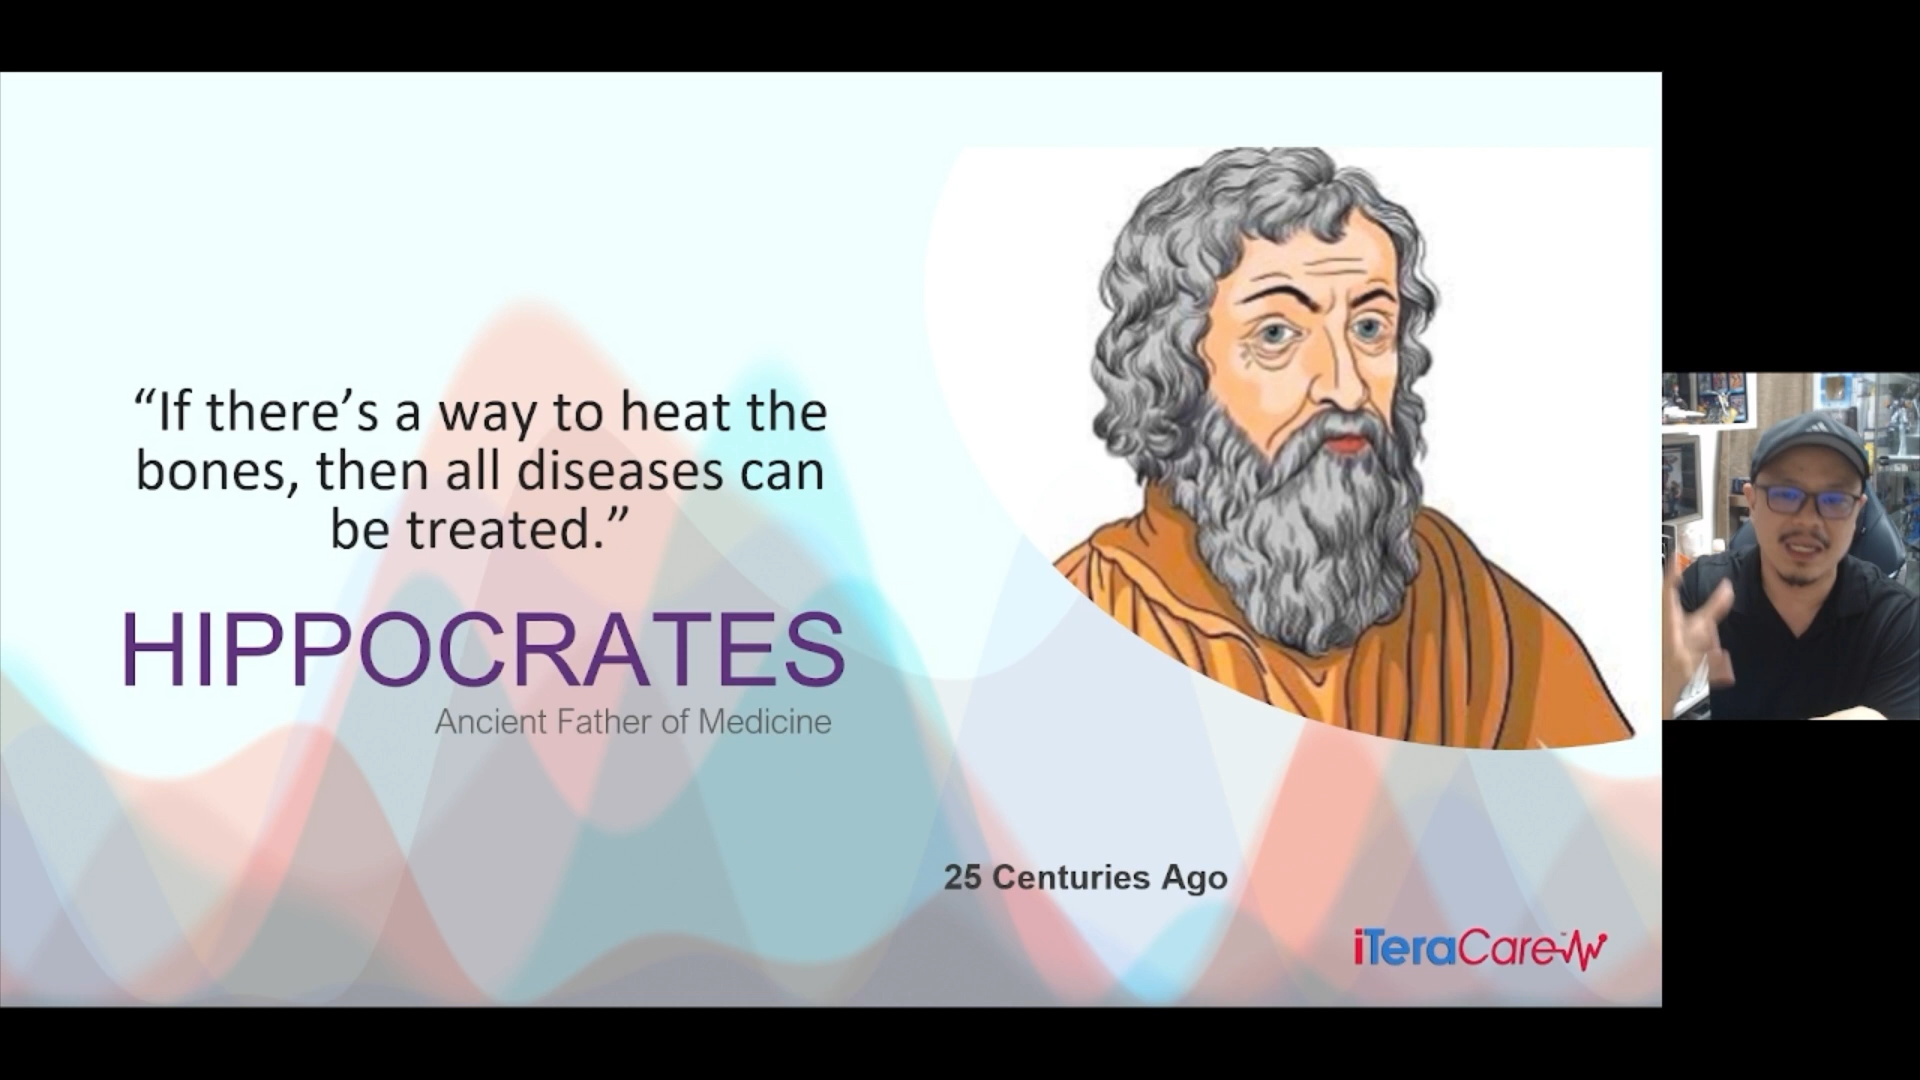 “If there’s a way to heat the
bones, then all diseases can
be treated.”
HIPPOCRATES
Ancient Father of Medicine
25 Centuries Ago
iTeraCare